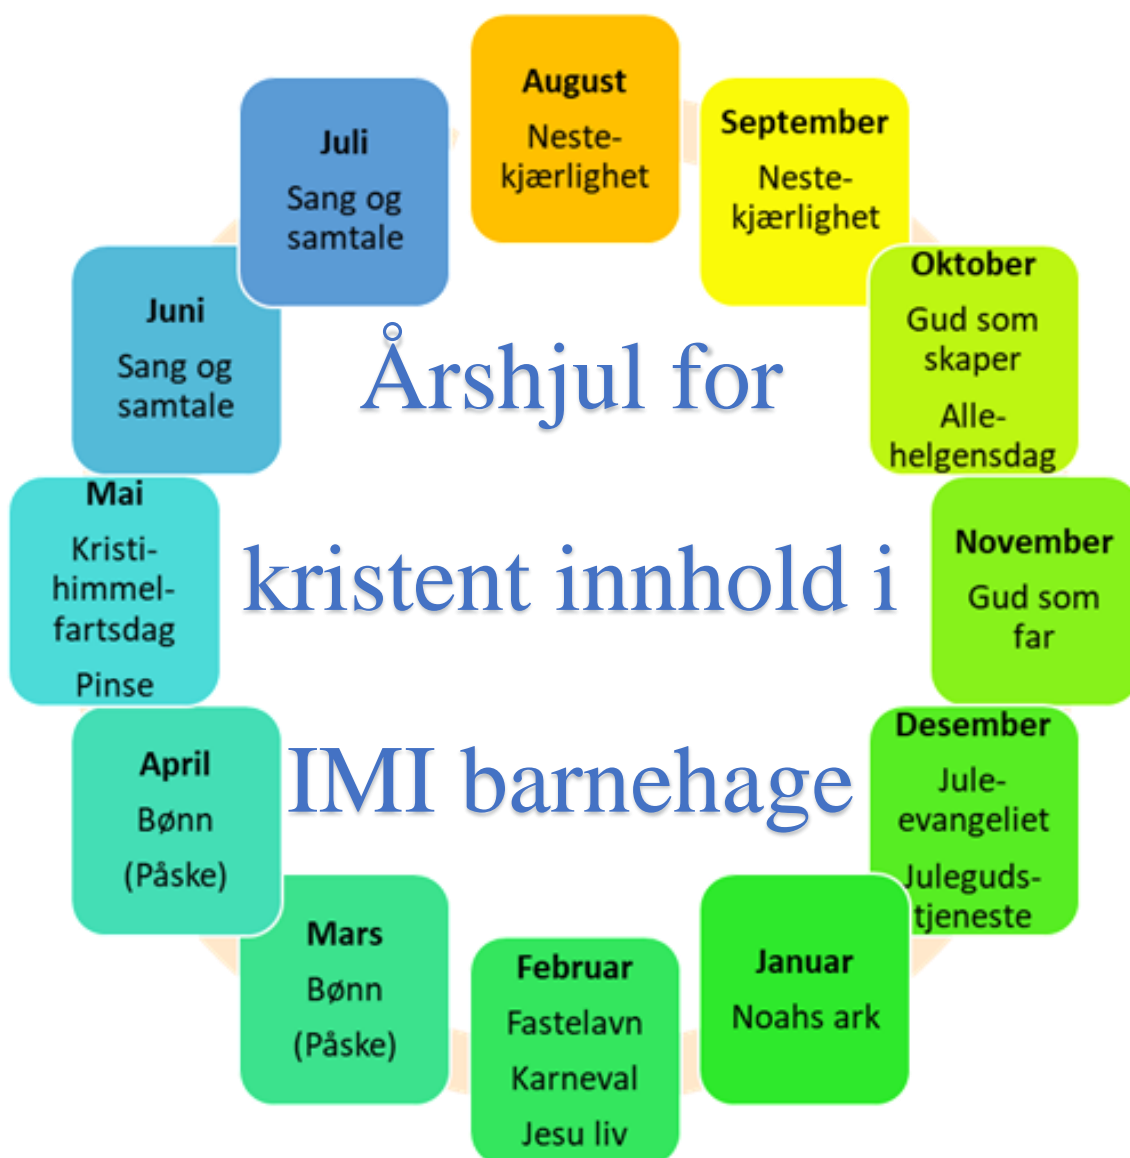 August
Neste-
kjærlighet
September
Neste-
kjærlighet
Oktober
Gud som
skaper
Alle-
helgensdag
November
Gud som
far
Desember
Jule-
evangeliet
Juleguds-
tjeneste
Januar
Noahs ark
Februar
Fastelavn
Karneval
Jesu liv
Mars
Bønn
(Påske)
April
Bønn
(Påske)
Mai
Kristi-
himmel-
fartsdag
Pinse
Juni
Sang og
samtale
Juli
Sang og
samtale
Årshjul for
kristent innhold i
IMI barnehage